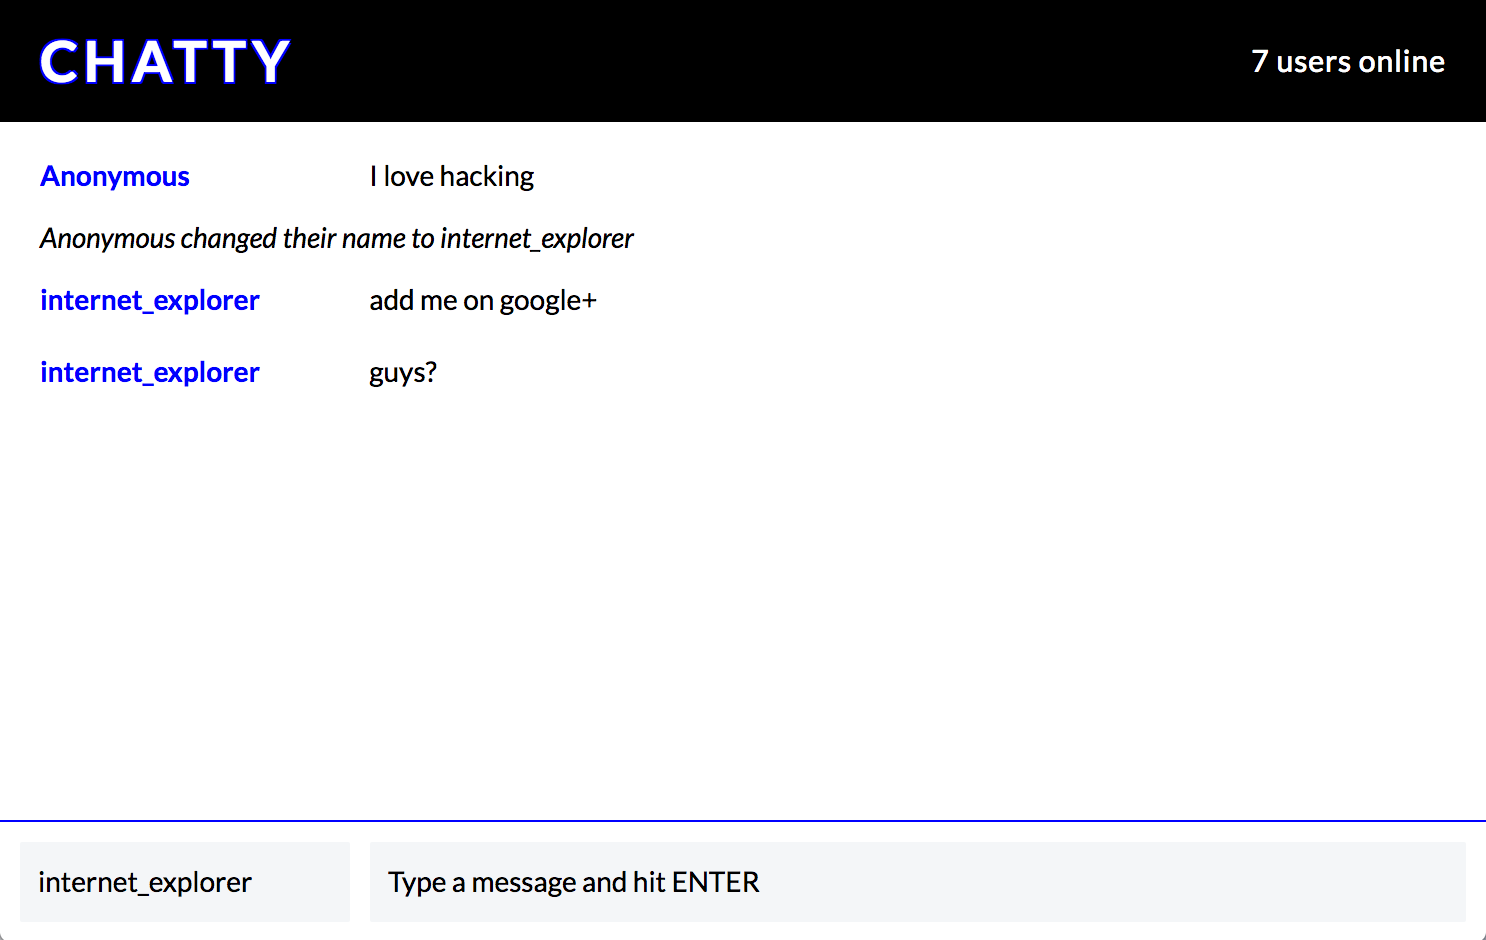 CHATTY
7 users online
Anonymous I love hacking
Anonymous changed their name to internet_explorer
internet_explorer add me on google+
internet_explorer guys?
internet_explorer Type a message and hit ENTER